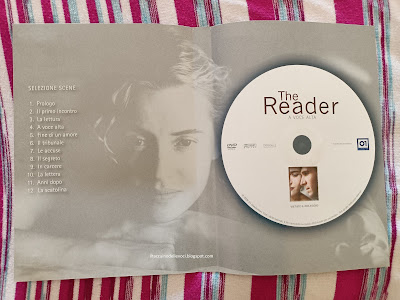 SELEZIONE SCENE
1. Prologo
2. Il primo incontro
3. La lettura
4. A voce alta
5. Fine di un amore
6. Il tribunale
7. Le accuse
8. Il segreto
9. In carcere
10. La lettera
11. Anni dopo
12. La scatolina
The
Reader
A VOCE ALTA
DVD
01